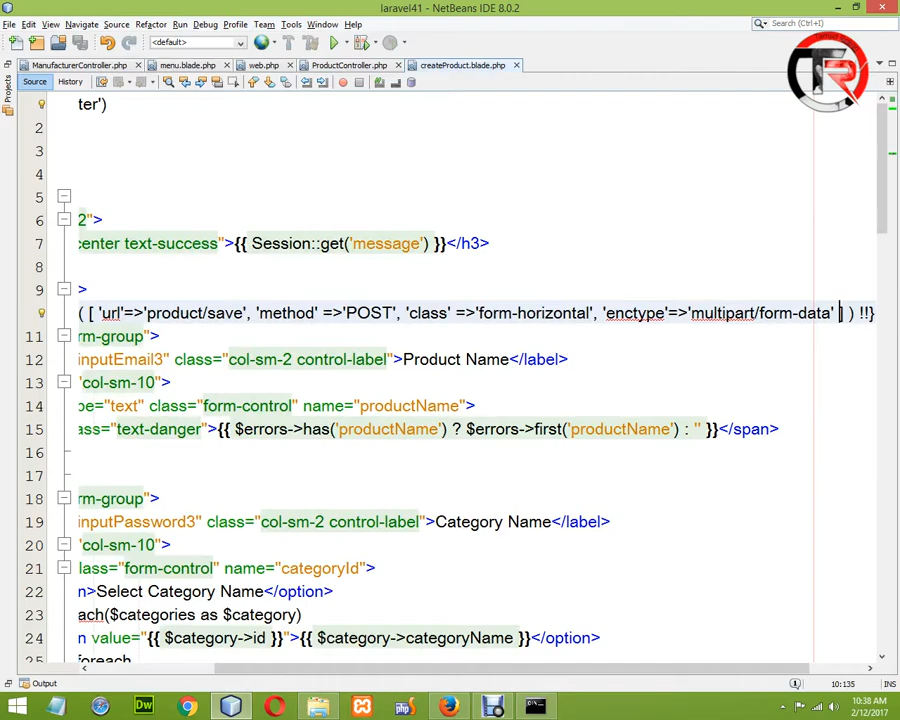 laravel41 - NetBeans IDE 8.0.2
File Edit View Navigate Source Refactor Run Debug Profile Team Tools Window Help
Search (Ctrl+I)
<default>
ManufacturerController.php menu.blade.php web.php ProductController.php createProduct.blade.php
Source History
Projects
ter')
2
3
4
5
6 2">
7 center text-success">{{ Session::get('message') }}</h3>
8
9 >
( [ 'url'=>'product/save', 'method' =>'POST', 'class' =>'form-horizontal', 'enctype'=>'multipart/form-data' ] ) !!}
11 rm-group">
12 inputEmail3" class="col-sm-2 control-label">Product Name</label>
13 'col-sm-10">
14 pe="text" class="form-control" name="productName">
15 ass="text-danger">{{ $errors->has('productName') ? $errors->first('productName') : '' }}</span>
16
17
18 rm-group">
19 inputPassword3" class="col-sm-2 control-label">Category Name</label>
20 'col-sm-10">
21 class="form-control" name="categoryId">
22 n>Select Category Name</option>
23 ach($categories as $category)
24 n value="{{ $category->id }}">{{ $category->categoryName }}</option>
25 foreach
Output
10:135 INS
10:38 AM
2/12/2017